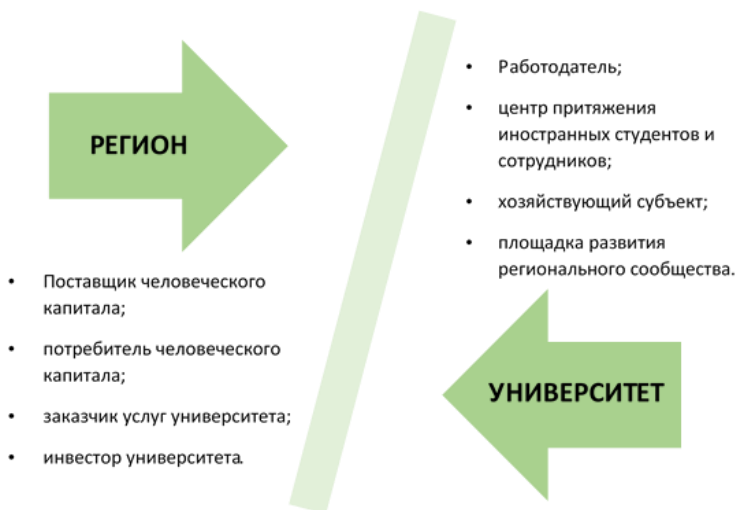 РЕГИОН
• Поставщик человеческого
капитала;
• потребитель человеческого
капитала;
• заказчик услуг университета;
• инвестор университета.
• Работодатель;
• центр притяжения
иностранных студентов и
сотрудников;
• хозяйствующий субъект;
• площадка развития
регионального сообщества.
УНИВЕРСИТЕТ